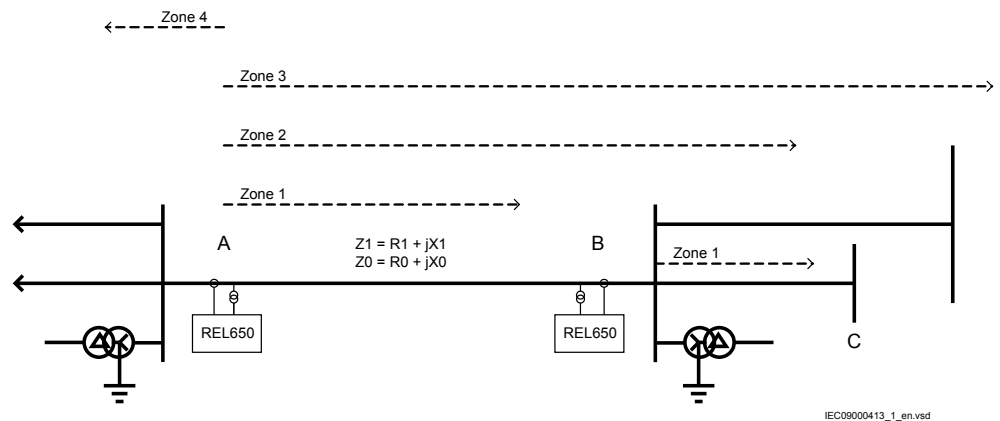 Zone 4
Zone 3
Zone 2
Zone 1
A
Z1 = R1 + jX1
Z0 = R0 + jX0
B
Zone 1
REL650
REL650
C
IEC09000413_1_en.vsd